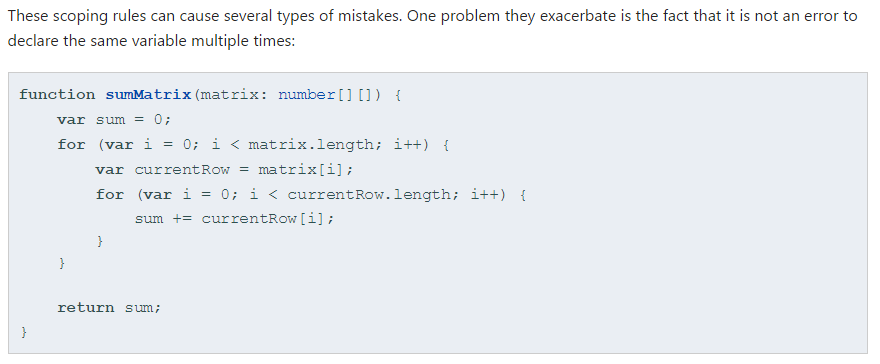 These scoping rules can cause several types of mistakes. One problem they exacerbate is the fact that it is not an error to
declare the same variable multiple times:
function sumMatrix(matrix: number[][]) {
    var sum = 0;
    for (var i = 0; i < matrix.length; i++) {
        var currentRow = matrix[i];
        for (var i = 0; i < currentRow.length; i++) {
            sum += currentRow[i];
        }
    }
    return sum;
}